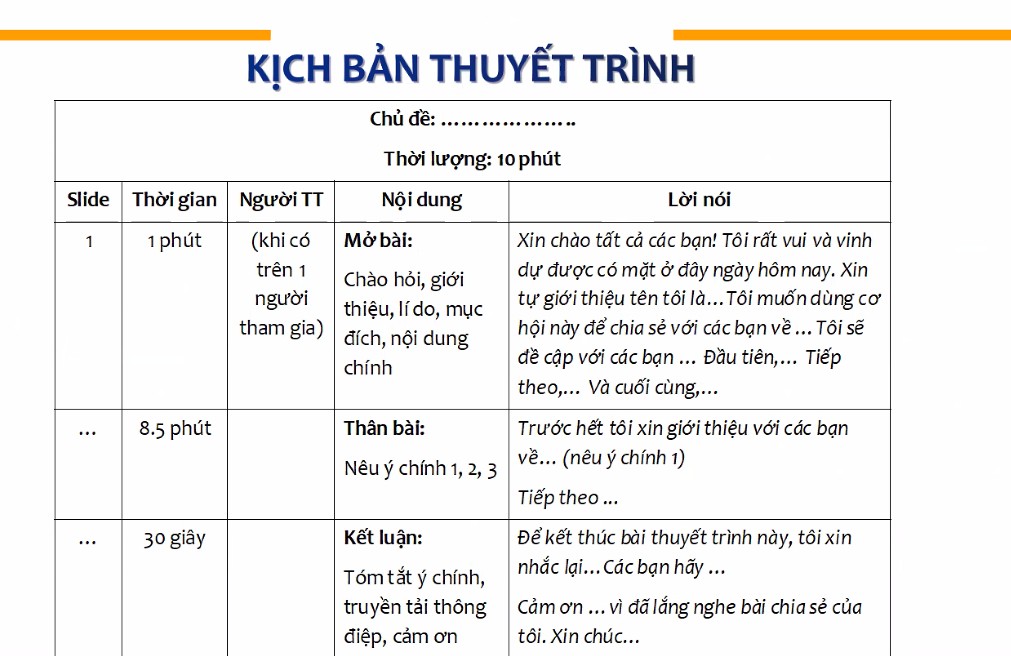 KỊCH BẢN THUYẾT TRÌNH
Chủ đề: ………………..
Thời lượng: 10 phút
Slide Thời gian Người TT Nội dung Lời nói
1
1 phút
(khi có
trên 1
người
tham gia)
Mở bài:
Chào hỏi, giới
thiệu, lí do, mục
đích, nội dung
chính
Xin chào tất cả các bạn! Tôi rất vui và vinh
dự được có mặt ở đây ngày hôm nay. Xin
tự giới thiệu tên tôi là…Tôi muốn dùng cơ
hội này để chia sẻ với các bạn về … Tôi sẽ
đề cập với các bạn … Đầu tiên,… Tiếp
theo,… Và cuối cùng,…
…
8.5 phút
Thân bài:
Nêu ý chính 1, 2, 3
Trước hết tôi xin giới thiệu với các bạn
về… (nêu ý chính 1)
Tiếp theo ...
…
30 giây
Kết luận:
Tóm tắt ý chính,
truyền tải thông
điệp, cảm ơn
Để kết thúc bài thuyết trình này, tôi xin
nhắc lại…Các bạn hãy …
Cảm ơn … vì đã lắng nghe bài chia sẻ của
tôi. Xin chúc…